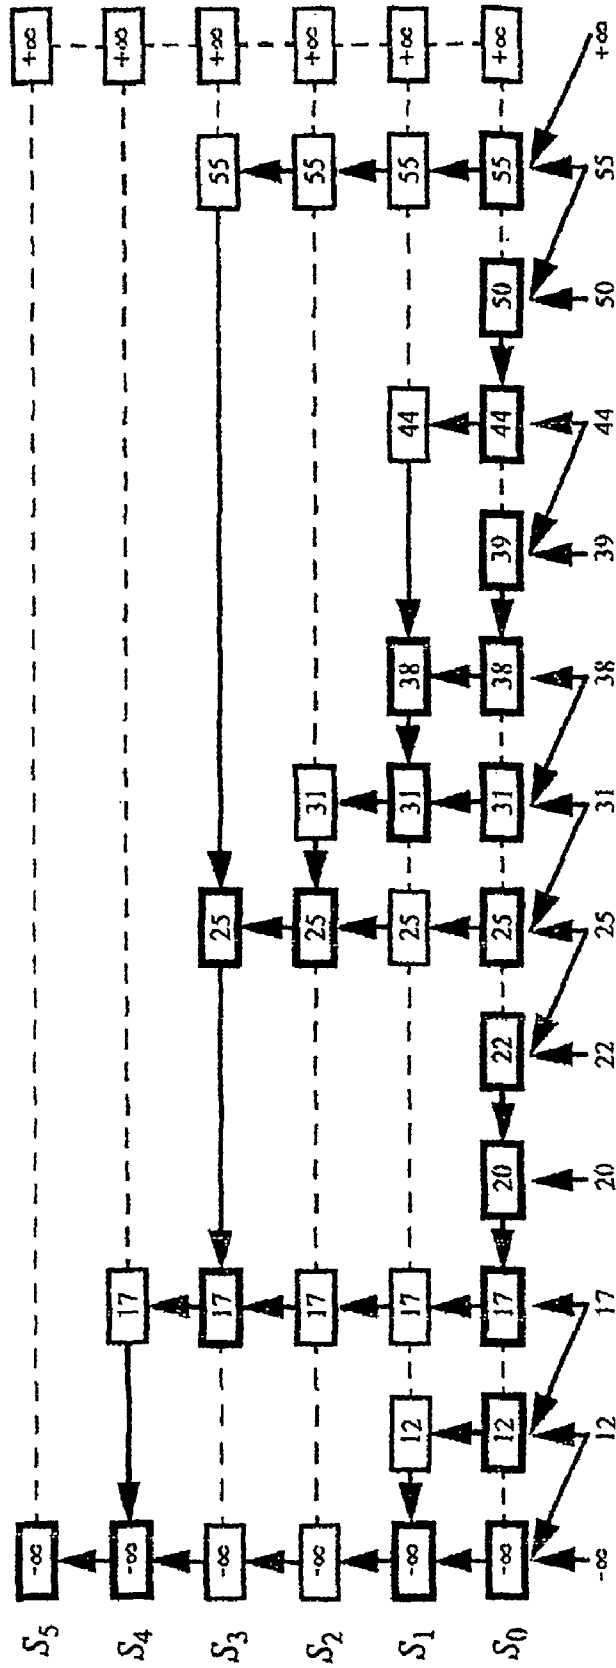 S5 -∞ +∞
S4 -∞ 17 +∞
S3 -∞ 17 25 55 +∞
S2 -∞ 17 25 31 55 +∞
S1 -∞ 12 17 25 31 38 44 55 +∞
S0 -∞ 12 17 20 22 25 31 38 39 44 50 55 +∞
-∞ 12 17 20 22 25 31 38 39 44 50 55 +∞